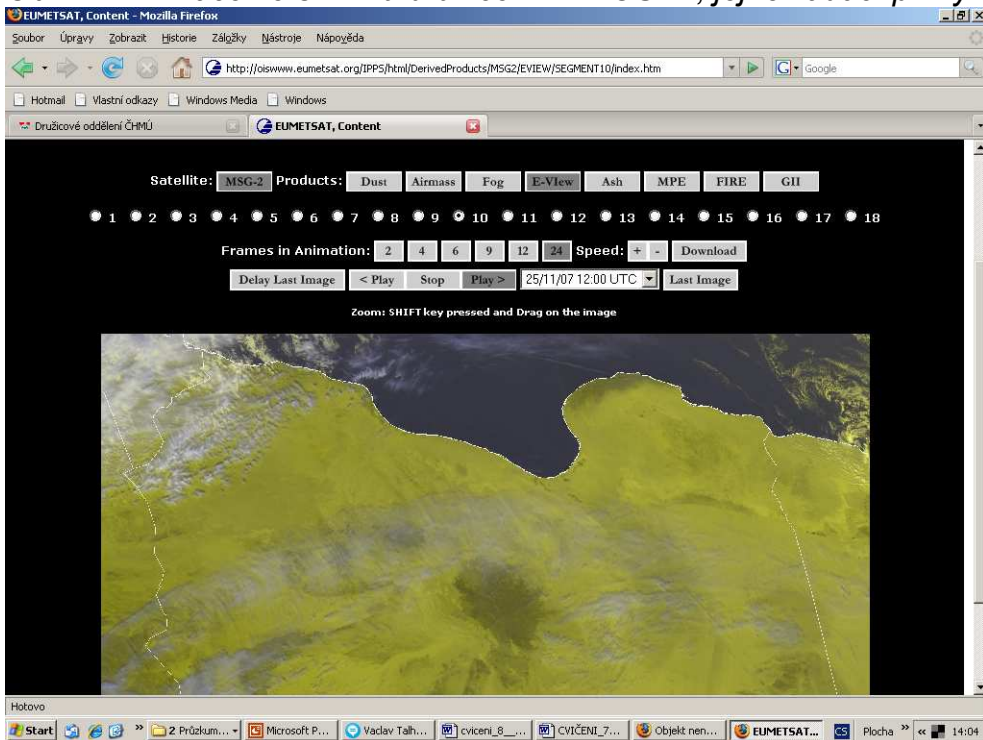 EUMETSAT, Content - Mozilla Firefox
Soubor Úpravy Zobrazit Historie Záložky Nástroje Nápověda
http://oiswww.eumetsat.org/IPPS/html/DerivedProducts/MSG2/EVIEW/SEGMENT10/index.htm Google
Hotmail Vlastní odkazy Windows Media Windows
Družicové oddělení ČHMÚ EUMETSAT, Content
Satellite: MSG-2 Products: Dust Airmass Fog E-VIew Ash MPE FIRE GII
1 2 3 4 5 6 7 8 9 10 11 12 13 14 15 16 17 18
Frames in Animation: 2 4 6 9 12 24 Speed: + - Download
Delay Last Image < Play Stop Play > 25/11/07 12:00 UTC Last Image
Zoom: SHIFT key pressed and Drag on the image
Hotovo
Start 2 Průzkum... Microsoft P... Vaclav Talh... cviceni_8__... CVIČENI_7... Objekt nen... EUMETSAT... CS Plocha » « 14:04